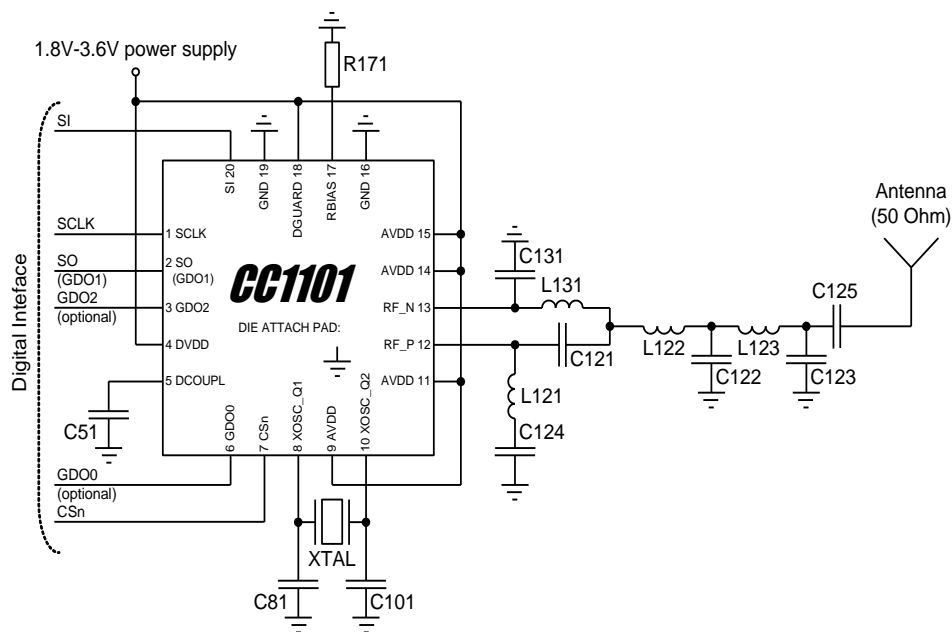 1.8V-3.6V power supply
R171
SI
SI 20
GND 19
DGUARD 18
RBIAS 17
GND 16
Antenna
(50 Ohm)
SCLK
1 SCLK
AVDD 15
SO
(GDO1)
2 SO
(GDO1)
CC1101
AVDD 14
C131
L131
GDO2
(optional)
3 GDO2
RF_N 13
C125
DIE ATTACH PAD:
4 DVDD
RF_P 12
C121
L122
L123
C122
C123
5 DCOUPL
AVDD 11
L121
C51
C124
6 GDO0
7 CSn
8 XOSC_Q1
9 AVDD
10 XOSC_Q2
GDO0
(optional)
CSn
XTAL
C81
C101
Digital Inteface